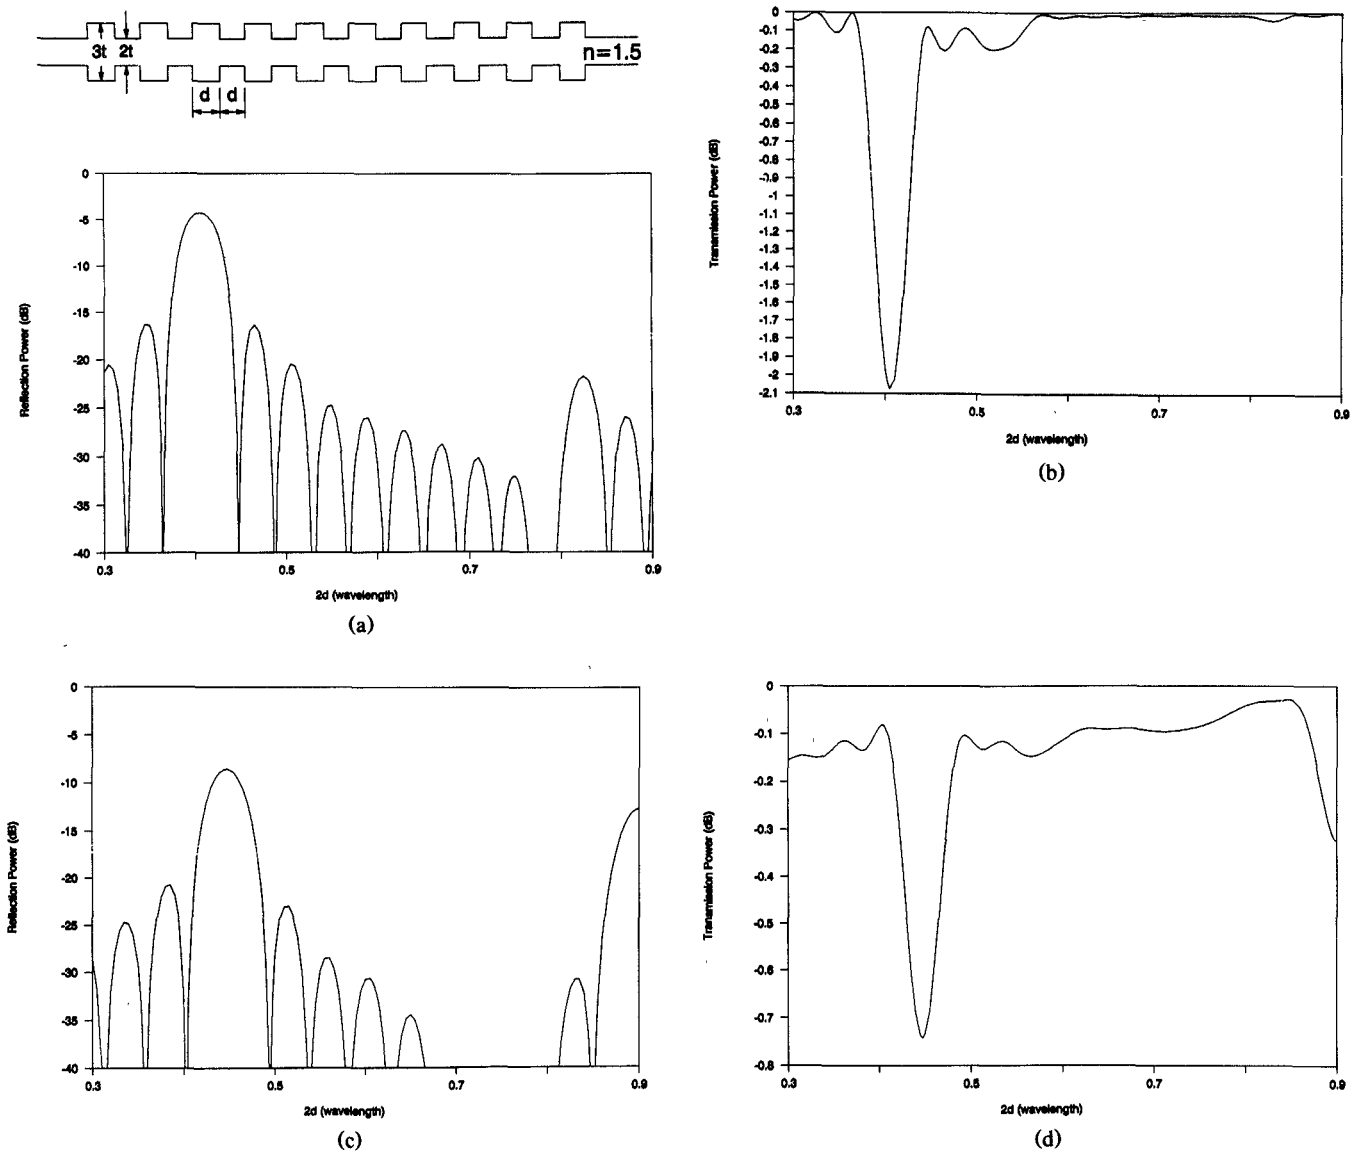 3t 2t
n=1.5
d d
0
-5
-10
-15
-20
-25
-30
-35
-40
0.3 0.5 0.7 0.9
Reflection Power (dB)
2d (wavelength)
(a)
0
-0.1
-0.2
-0.3
-0.4
-0.5
-0.6
-0.7
-0.8
-0.9
-1
-1.1
-1.2
-1.3
-1.4
-1.5
-1.6
-1.7
-1.8
-1.9
-2
-2.1
0.3 0.5 0.7 0.9
Transmission Power (dB)
2d (wavelength)
(b)
0
-5
-10
-15
-20
-25
-30
-35
-40
0.3 0.5 0.7 0.9
Reflection Power (dB)
2d (wavelength)
(c)
0
-0.1
-0.2
-0.3
-0.4
-0.5
-0.6
-0.7
-0.8
0.3 0.5 0.7 0.9
Transmission Power (dB)
2d (wavelength)
(d)